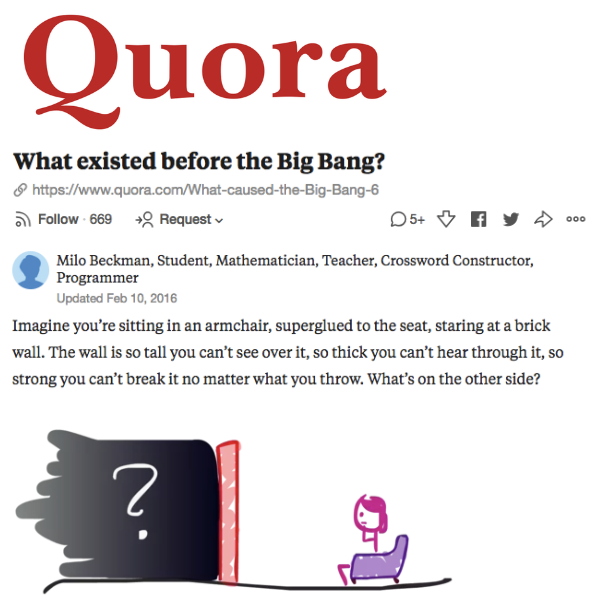 Quora
What existed before the Big Bang?
https://www.quora.com/What-caused-the-Big-Bang-6
Follow · 669 Request 5+
Milo Beckman, Student, Mathematician, Teacher, Crossword Constructor,
Programmer
Updated Feb 10, 2016
Imagine you’re sitting in an armchair, superglued to the seat, staring at a brick
wall. The wall is so tall you can’t see over it, so thick you can’t hear through it, so
strong you can’t break it no matter what you throw. What’s on the other side?
?